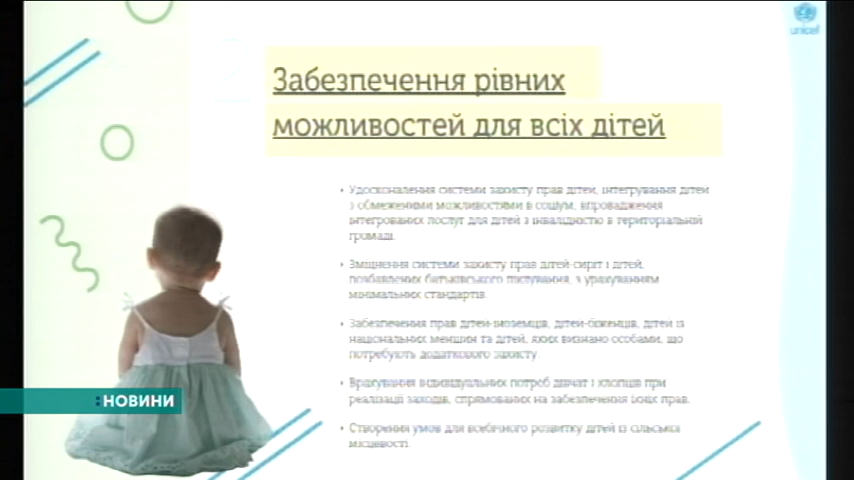 unicef
Забезпечення рівних
можливостей для всіх дітей
• Удосконалення системи захисту прав дітей, інтегрування дітей
з обмеженими можливостями в соціум, впровадження
інтегрованих послуг для дітей з інвалідністю в територіальній
громаді.
• Зміцнення системи захисту прав дітей-сиріт і дітей,
позбавлених батьківського піклування, з урахуванням
мінімальних стандартів.
• Забезпечення прав дітей-іноземців, дітей-біженців, дітей із
національних меншин та дітей, яких визнано особами, що
потребують додаткового захисту.
• Врахування індивідуальних потреб дівчат і хлопців при
реалізації заходів, спрямованих на забезпечення їхніх прав.
• Створення умов для всебічного розвитку дітей із сільська
місцевості.
:НОВИНИ